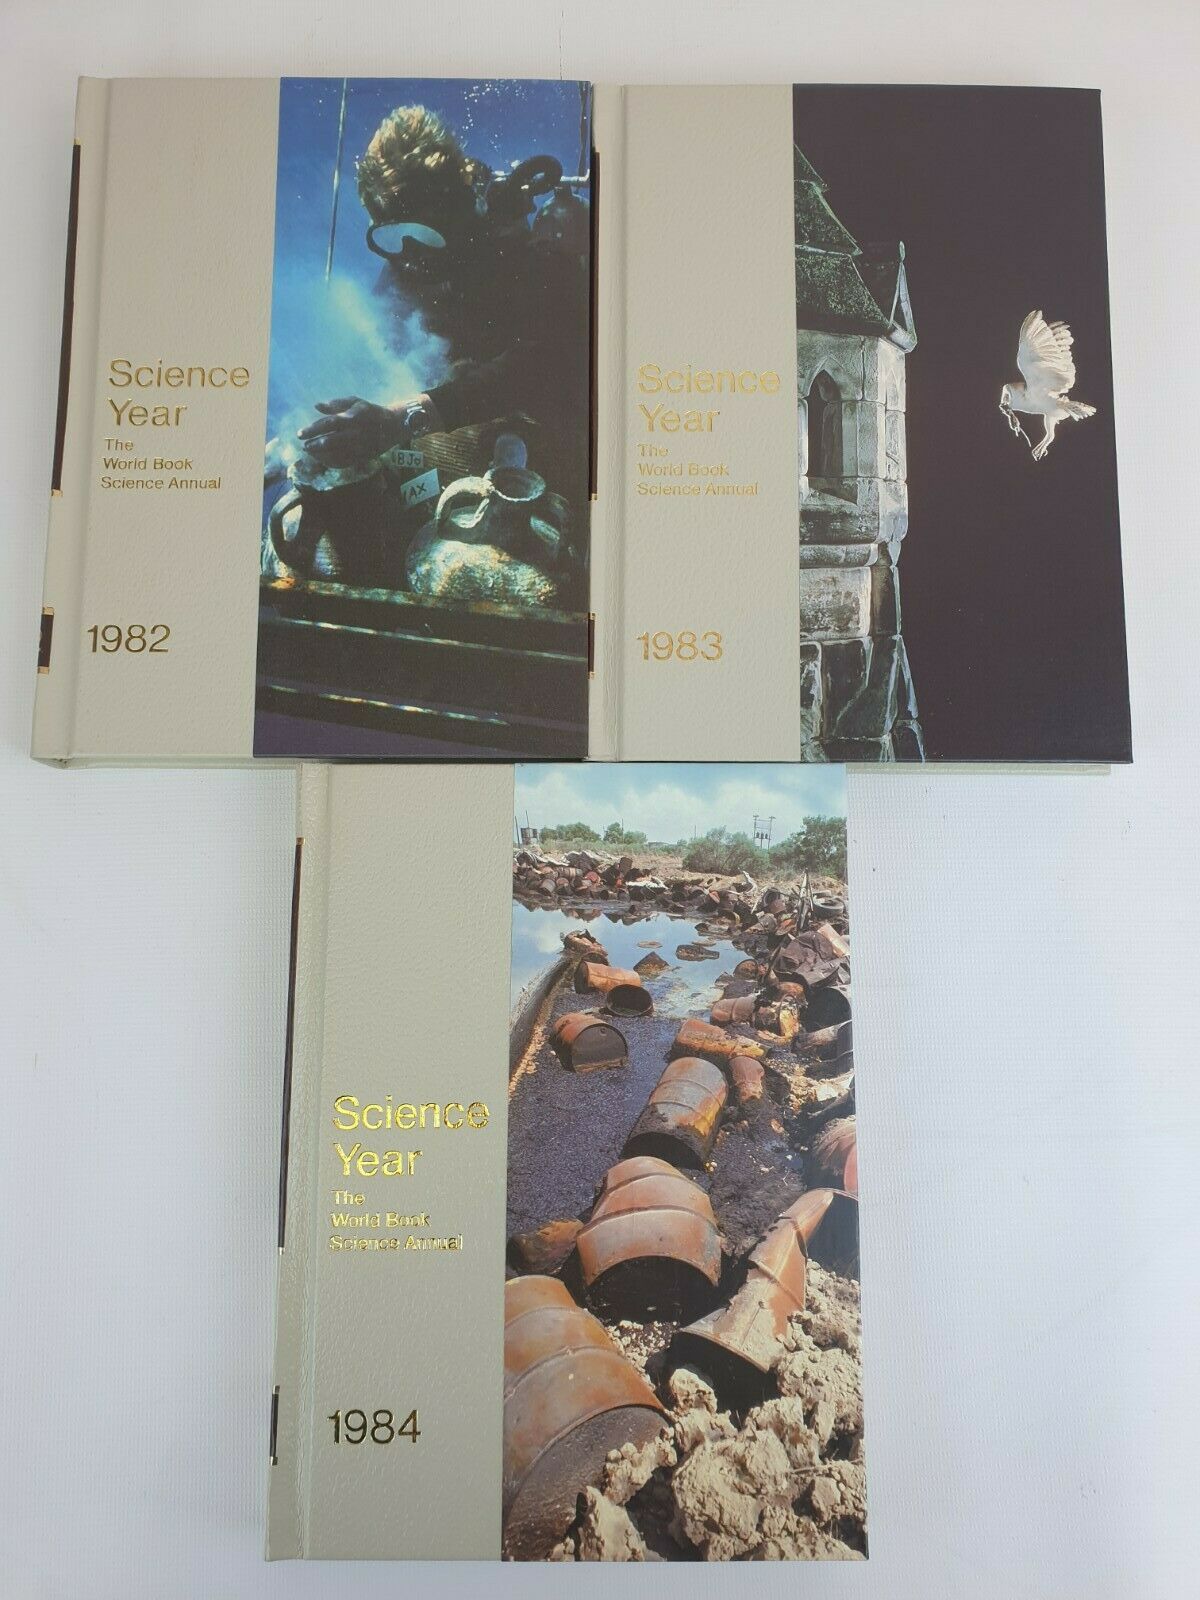 Science
Year
The
World Book
Science Annual
1982
Science
Year
The
World Book
Science Annual
1983
Science
Year
The
World Book
Science Annual
1984